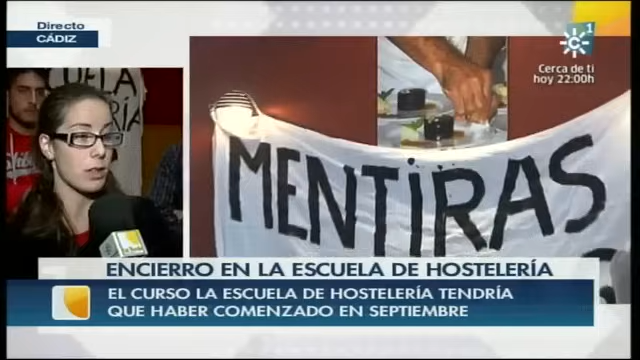 Directo
CÁDIZ
1
Cerca de ti
hoy 22:00h
MENTIRAS
ENCIERRO EN LA ESCUELA DE HOSTELERÍA
EL CURSO LA ESCUELA DE HOSTELERÍA TENDRÍA
QUE HABER COMENZADO EN SEPTIEMBRE